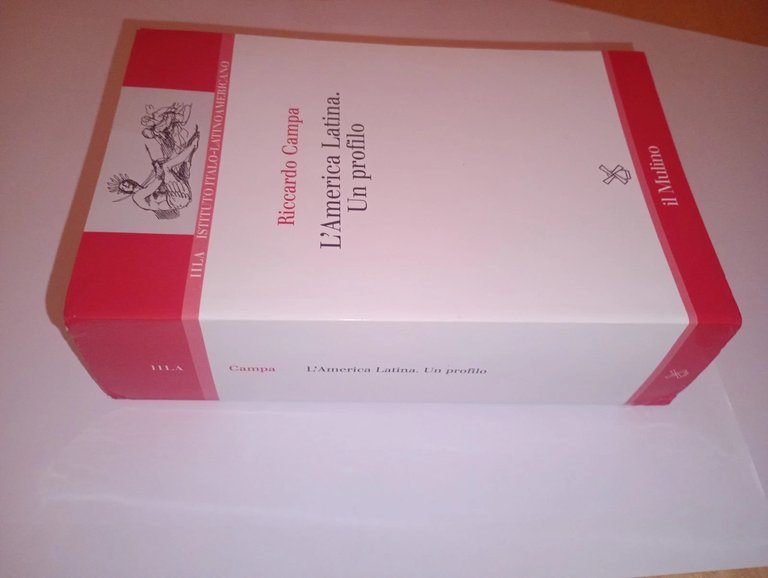 IILA ISTITUTO ITALO-LATINOAMERICANO
Riccardo Campa
L'America Latina.
Un profilo
il Mulino
IILA
Campa
L'America Latina. Un profilo